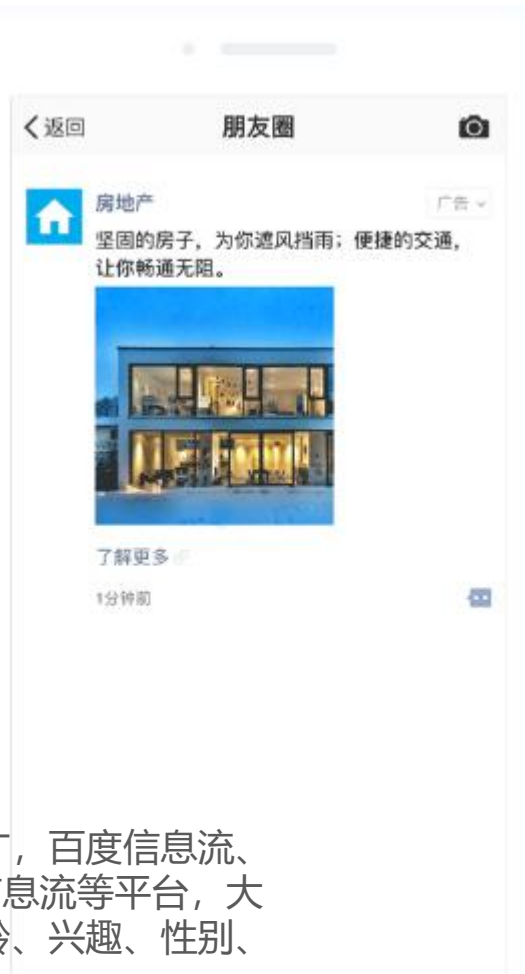 返回
朋友圈
房地产
广告
坚固的房子，为你遮风挡雨；便捷的交通，
让你畅通无阻。
了解更多
1分钟前
，百度信息流、
息流等平台，大
、兴趣、性别、